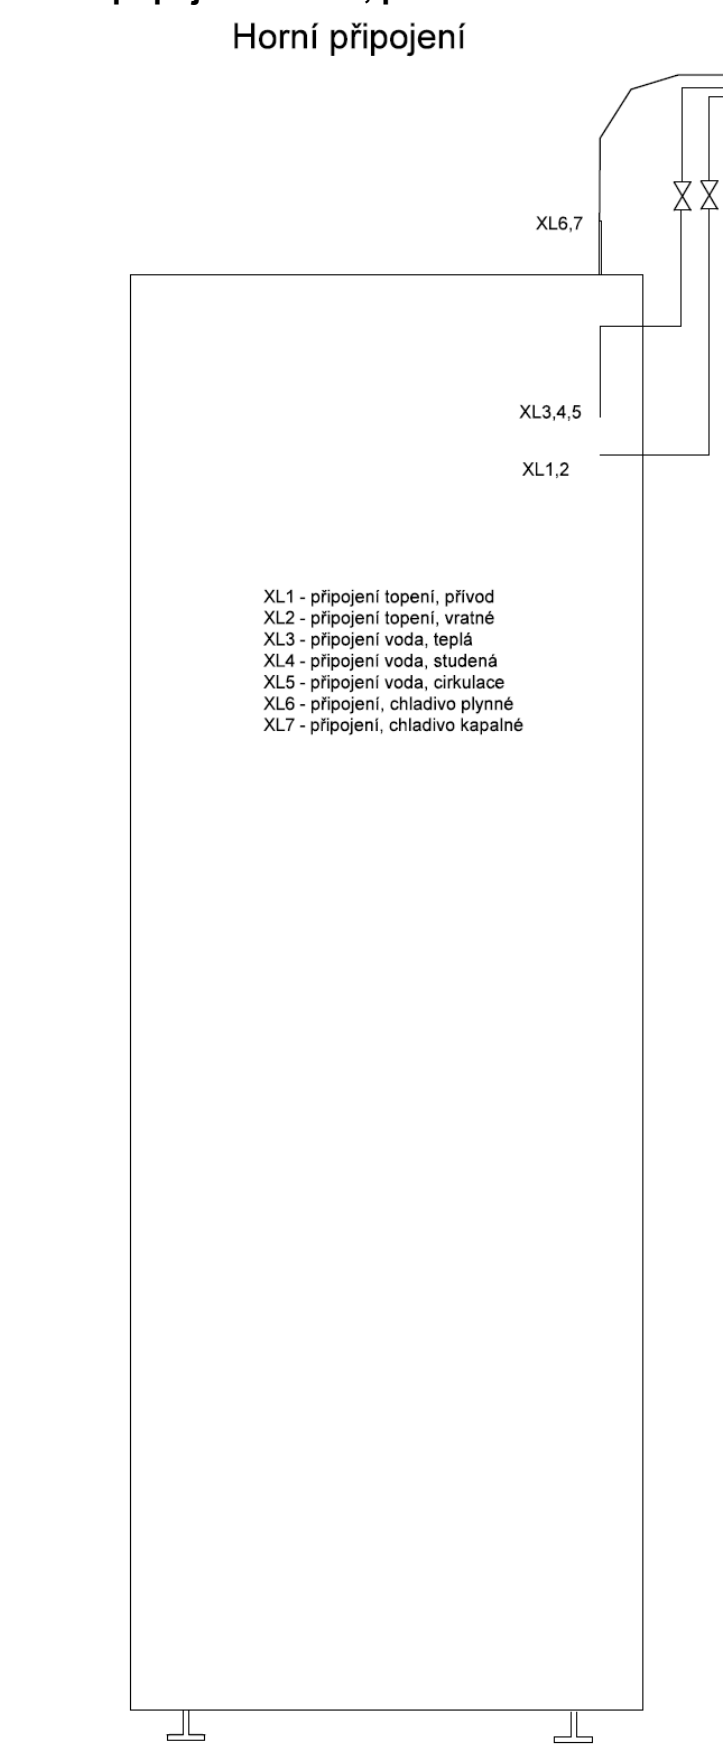 Horní připojení
XL6,7
XL3,4,5
XL1,2
XL1 - připojení topení, přívod
XL2 - připojení topení, vratné
XL3 - připojení voda, teplá
XL4 - připojení voda, studená
XL5 - připojení voda, cirkulace
XL6 - připojení, chladivo plynné
XL7 - připojení, chladivo kapalné